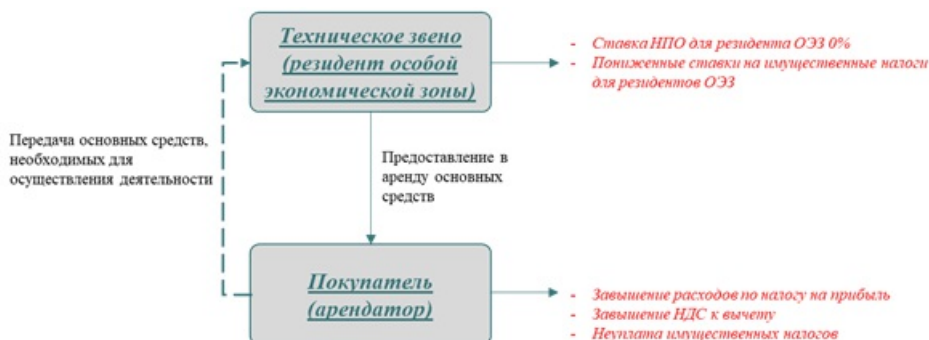 Техническое звено
(резидент особой
экономической зоны)
- Ставка НПО для резидента ОЭЗ 0%
- Пониженные ставки на имущественные налоги
для резидентов ОЭЗ
Передача основных средств,
необходимых для
осуществления деятельности
Предоставление в
аренду основных
средств
Покупатель
(арендатор)
- Завышение расходов по налогу на прибыль
- Завышение НДС к вычету
- Неуплата имущественных налогов